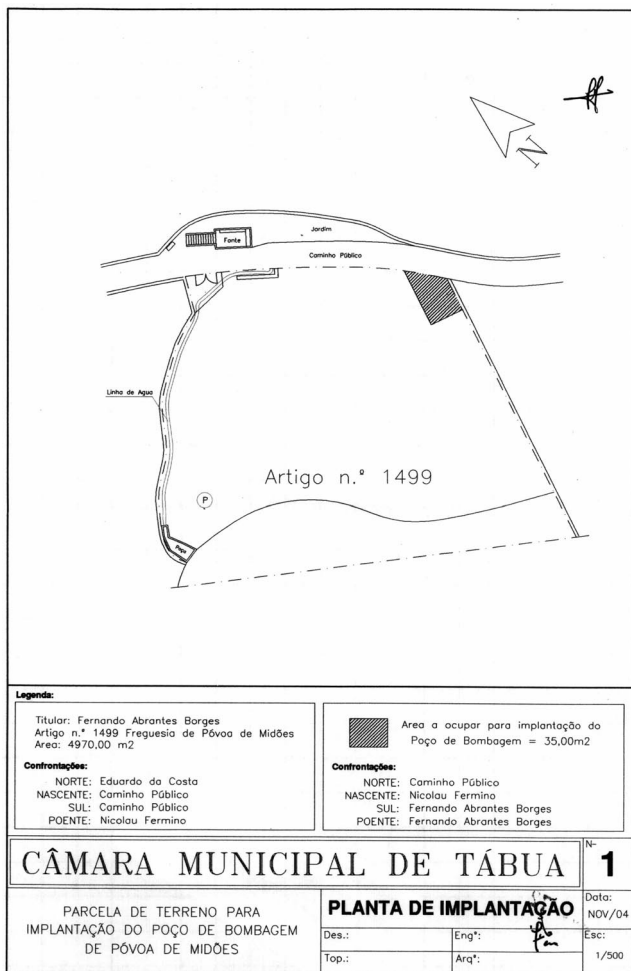 N
Jardim
Fonte
Caminho Público
Linha de Agua
Artigo n.º 1499
P
Poça
Legenda:
Titular: Fernando Abrantes Borges
Artigo n.º 1499 Freguesia de Póvoa de Midões
Area: 4970,00 m2
Confrontações:
NORTE: Eduardo da Costa
NASCENTE: Caminho Público
SUL: Caminho Público
POENTE: Nicolau Fermino
Area a ocupar para implantação do
Poço de Bombagem = 35,00m2
Confrontações:
NORTE: Caminho Público
NASCENTE: Nicolau Fermino
SUL: Fernando Abrantes Borges
POENTE: Fernando Abrantes Borges
CÂMARA MUNICIPAL DE TÁBUA
Nº
1
PARCELA DE TERRENO PARA
IMPLANTAÇÃO DO POÇO DE BOMBAGEM
DE PÓVOA DE MIDÕES
PLANTA DE IMPLANTAÇÃO
Data:
NOV/04
Des.:
Engº:
Esc:
Top.:
Arqº:
1/500